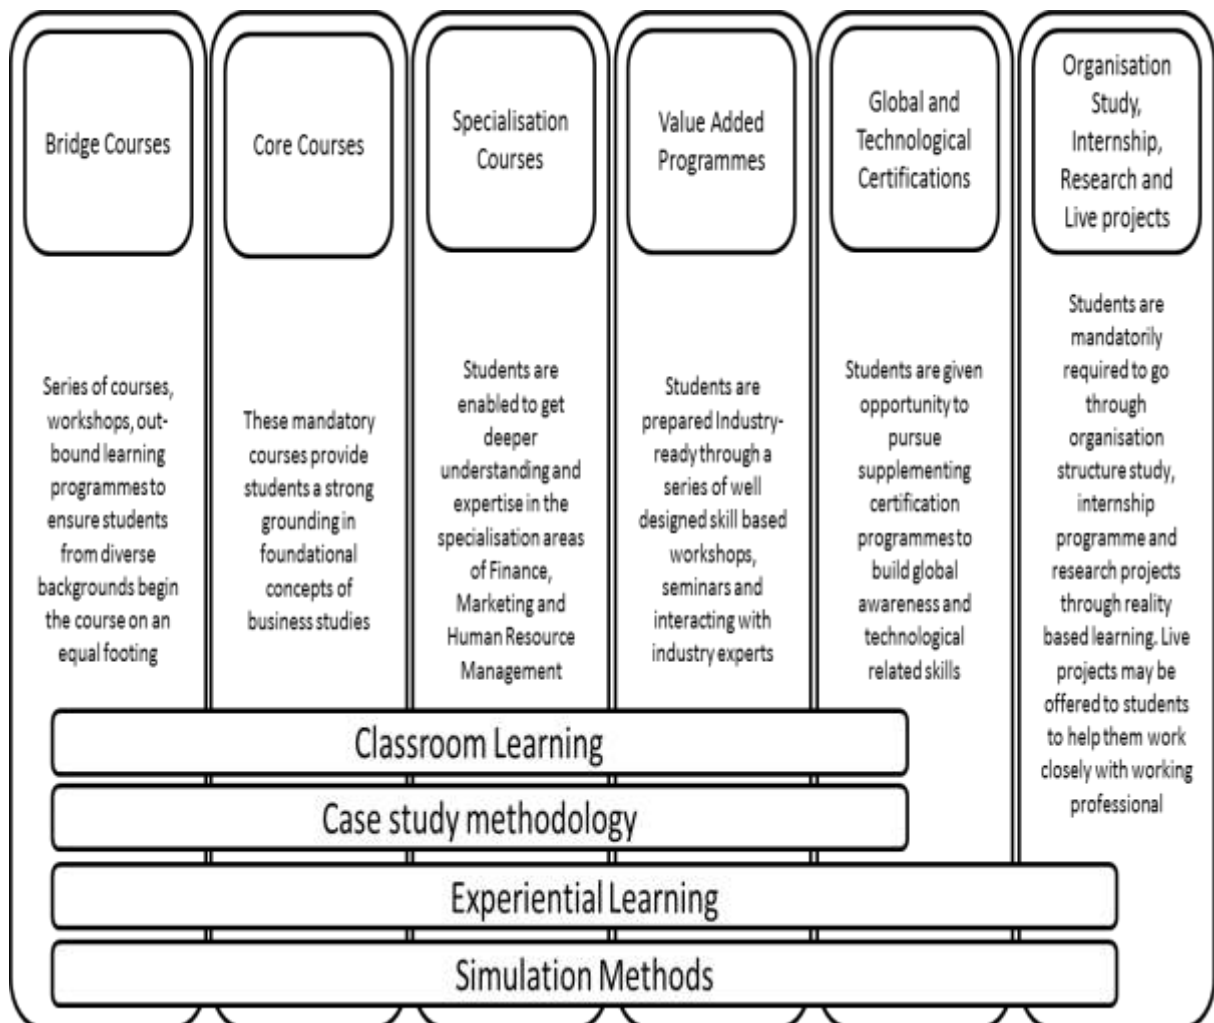 Bridge Courses
Series of courses,
workshops, out-
bound learning
programmes to
ensure students
from diverse
backgrounds begin
the course on an
equal footing
Core Courses
These mandatory
courses provide
students a strong
grounding in
foundational
concepts of
business studies
Specialisation
Courses
Students are
enabled to get
deeper
understanding and
expertise in the
specialisation areas
of Finance,
Marketing and
Human Resource
Management
Value Added
Programmes
Students are
prepared Industry-
ready through a
series of well
designed skill based
workshops,
seminars and
interacting with
industry experts
Global and
Technological
Certifications
Students are given
opportunity to
pursue
supplementing
certification
programmes to
build global
awareness and
technological
related skills
Organisation
Study,
Internship,
Research and
Live projects
Students are
mandatorily
required to go
through
organisation
structure study,
internship
programme and
research projects
through reality
based learning. Live
projects may be
offered to students
to help them work
closely with working
professional
Classroom Learning
Case study methodology
Experiential Learning
Simulation Methods